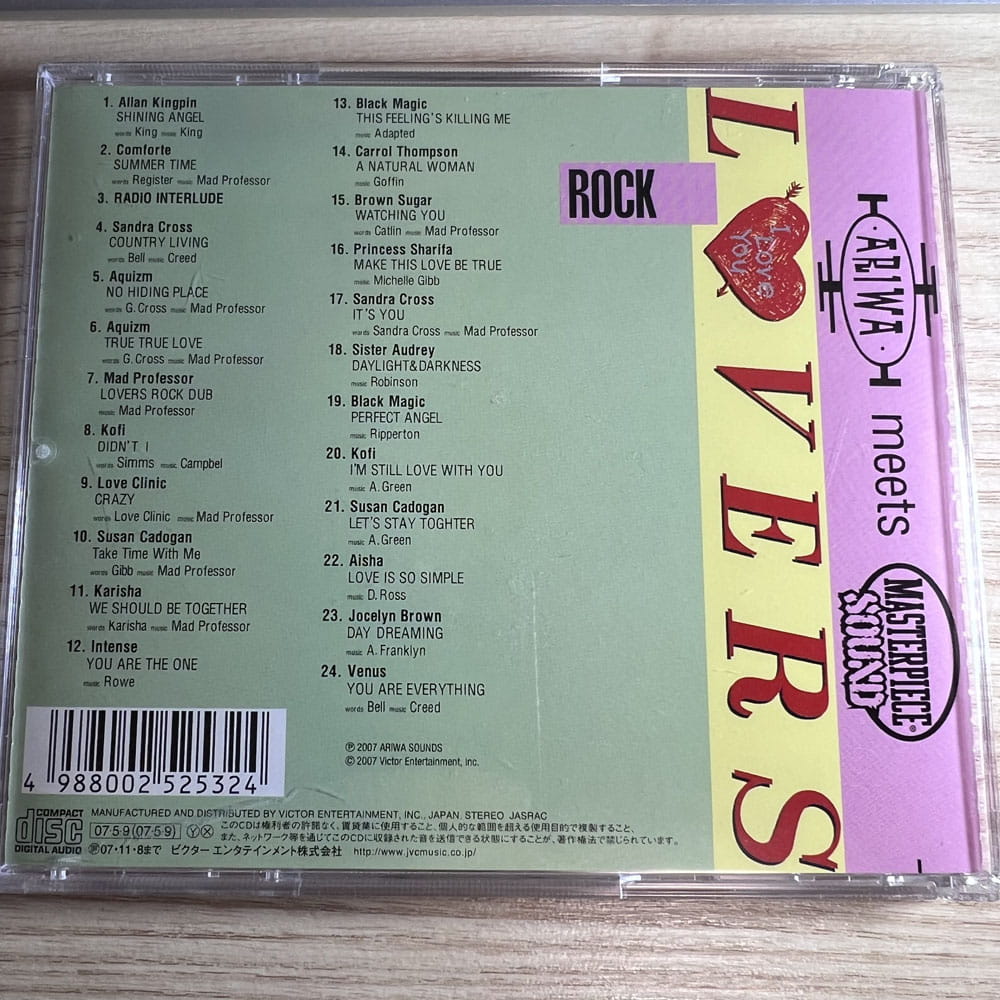 1. Allan Kingpin
SHINING ANGEL
words King music King
2. Comforte
SUMMER TIME
words Register music Mad Professor
3. RADIO INTERLUDE
4. Sandra Cross
COUNTRY LIVING
words Bell music Creed
5. Aquizm
NO HIDING PLACE
words G. Cross music Mad Professor
6. Aquizm
TRUE TRUE LOVE
words G. Cross music Mad Professor
7. Mad Professor
LOVERS ROCK DUB
music Mad Professor
8. Kofi
DIDN'T I
words Simms music Campbel
9. Love Clinic
CRAZY
words Love Clinic music Mad Professor
10. Susan Cadogan
Take Time With Me
words Gibb music Mad Professor
11. Karisha
WE SHOULD BE TOGETHER
words Karisha music Mad Professor
12. Intense
YOU ARE THE ONE
music Rowe
13. Black Magic
THIS FEELING'S KILLING ME
music Adapted
14. Carrol Thompson
A NATURAL WOMAN
music Goffin
15. Brown Sugar
WATCHING YOU
words Catlin music Mad Professor
16. Princess Sharifa
MAKE THIS LOVE BE TRUE
music Michelle Gibb
17. Sandra Cross
IT'S YOU
words Sandra Cross music Mad Professor
18. Sister Audrey
DAYLIGHT&DARKNESS
music Robinson
19. Black Magic
PERFECT ANGEL
music Ripperton
20. Kofi
I'M STILL LOVE WITH YOU
music A. Green
21. Susan Cadogan
LET'S STAY TOGHTER
music A. Green
22. Aisha
LOVE IS SO SIMPLE
music D. Ross
23. Jocelyn Brown
DAY DREAMING
music A. Franklyn
24. Venus
YOU ARE EVERYTHING
words Bell music Creed
℗ 2007 ARIWA SOUNDS
© 2007 Victor Entertainment, Inc.
ROCK
L VERS
I Love YOU
ARIWA meets MASTERPIECE SOUND
4 988002 525324
COMPACT disc DIGITAL AUDIO
MANUFACTURED AND DISTRIBUTED BY VICTOR ENTERTAINMENT, INC., JAPAN. STEREO JASRAC
07·5·9 (07·5·9) Ⓨ Ⓧ このCDは権利者の許諾なく、賃貸業に使用すること、個人的な範囲を超える使用目的で複製すること、
また、ネットワーク等を通じてこのCDに収録された音を送信できる状態にすることが、著作権法で禁じられています。
再07·11·8まで ビクター エンタテインメント株式会社 http://www.jvcmusic.co.jp/